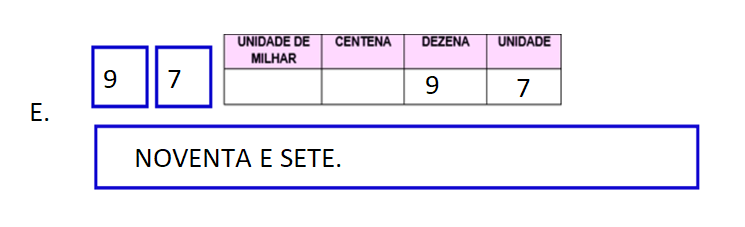 UNIDADE DE MILHAR CENTENA DEZENA UNIDADE
9 7 9 7
E.
NOVENTA E SETE.